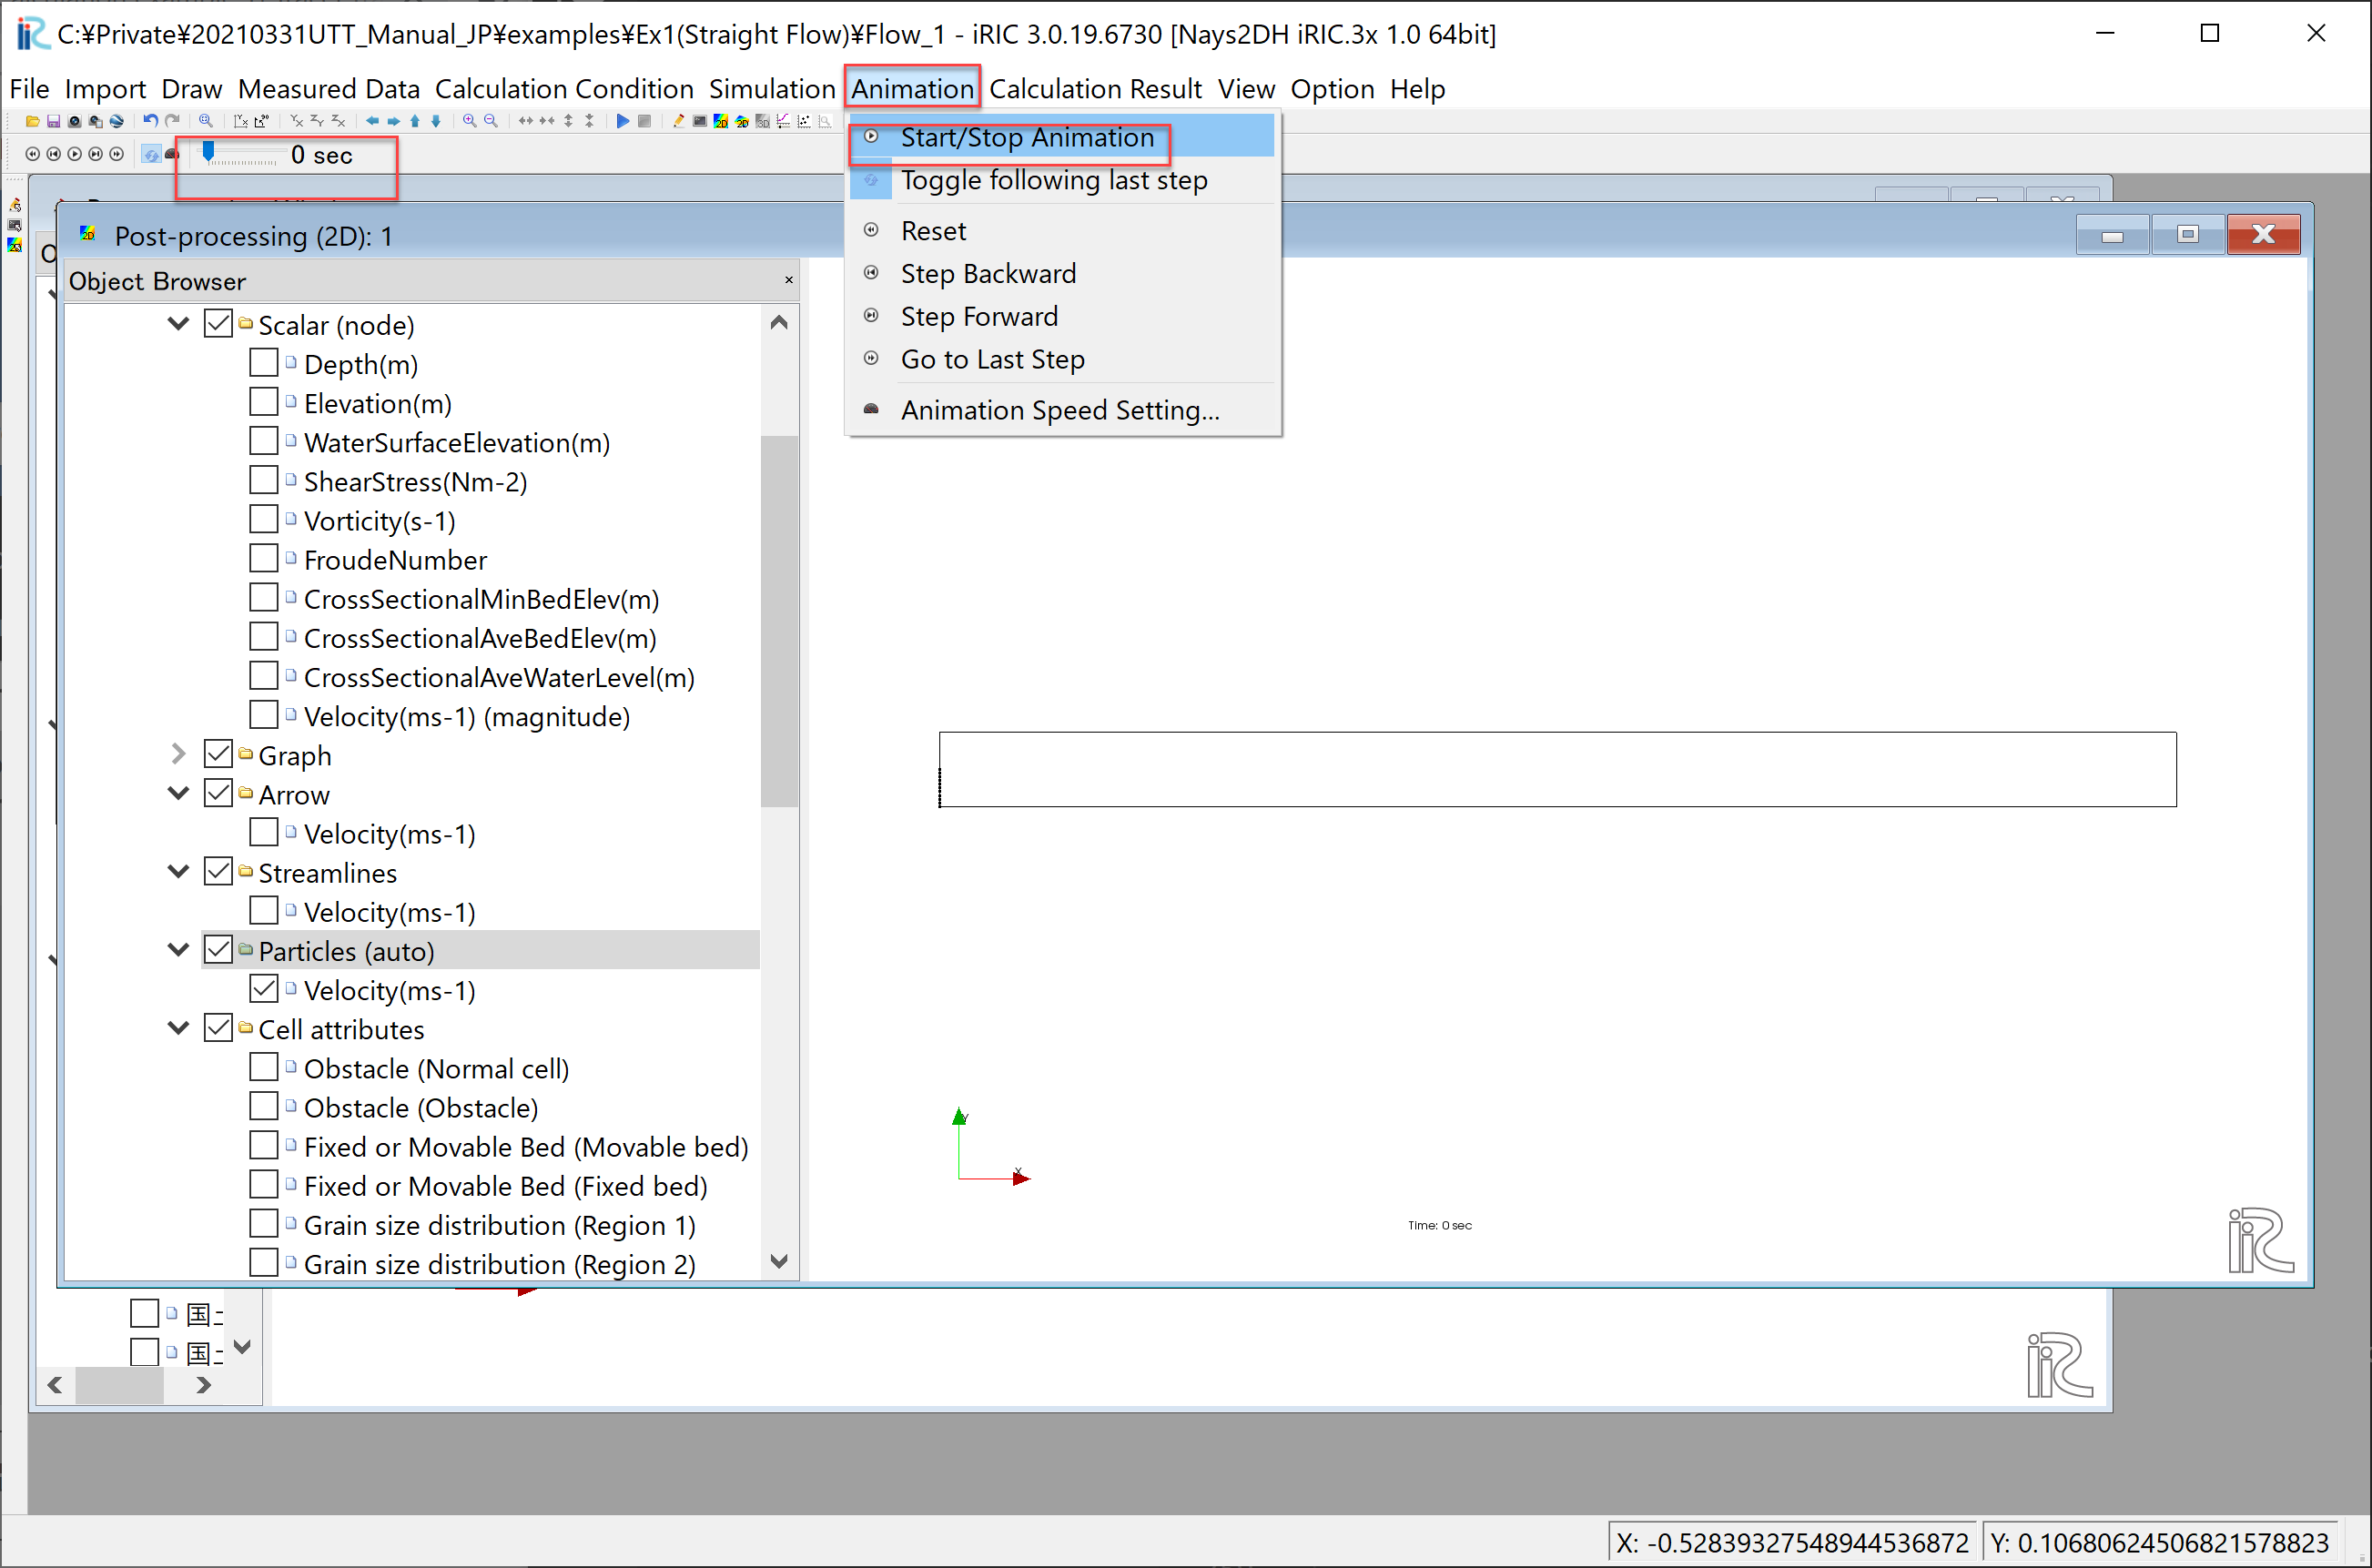 C:¥Private¥20210331UTT_Manual_JP¥examples¥Ex1(Straight Flow)¥Flow_1 - iRIC 3.0.19.6730 [Nays2DH iRIC.3x 1.0 64bit]
File Import Draw Measured Data Calculation Condition Simulation Animation Calculation Result View Option Help
0 sec
Start/Stop Animation
Toggle following last step
Reset
Step Backward
Step Forward
Go to Last Step
Animation Speed Setting...
Post-processing (2D): 1
Object Browser
Scalar (node)
Depth(m)
Elevation(m)
WaterSurfaceElevation(m)
ShearStress(Nm-2)
Vorticity(s-1)
FroudeNumber
CrossSectionalMinBedElev(m)
CrossSectionalAveBedElev(m)
CrossSectionalAveWaterLevel(m)
Velocity(ms-1) (magnitude)
Graph
Arrow
Velocity(ms-1)
Streamlines
Velocity(ms-1)
Particles (auto)
Velocity(ms-1)
Cell attributes
Obstacle (Normal cell)
Obstacle (Obstacle)
Fixed or Movable Bed (Movable bed)
Fixed or Movable Bed (Fixed bed)
Grain size distribution (Region 1)
Grain size distribution (Region 2)
Y
X
Time: 0 sec
iRIC
国
国
iRIC
X: -0.52839327548944536872
Y: 0.10680624506821578823